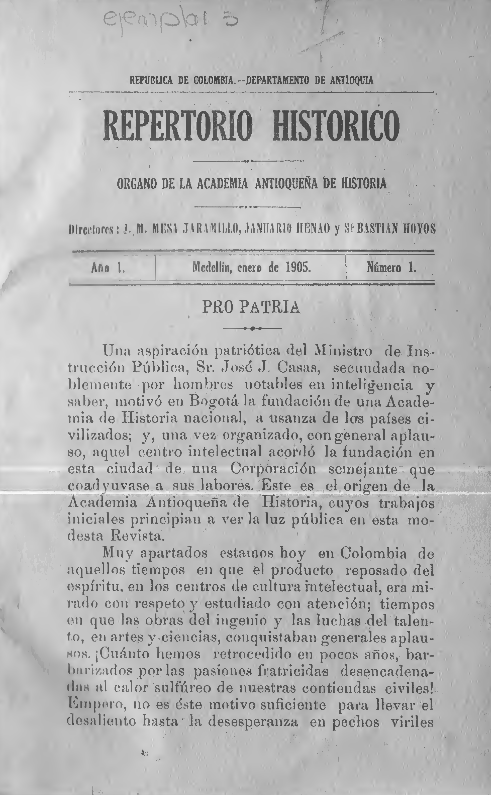 ejemplar 3
REPUBLICA DE COLOMBIA.--DEPARTAMENTO DE ANTIOQUIA
REPERTORIO HISTORICO
ORGANO DE LA ACADEMIA ANTIOQUEÑA DE HISTORIA
Directores: J. M. MESA JARAMILLO, JANUARIO HENAO y SEBASTIAN HOYOS
Año 1. Medellin, enero de 1905. Número 1.
PRO PATRIA
Una aspiración patriótica del Ministro de Ins-
trucción Pública, Sr. José J. Casas, secundada no-
blemente por hombres notables en inteligencia y
saber, motivó en Bogotá la fundación de una Acade-
mia de Historia nacional, a usanza de los países ci-
vilizados; y, una vez organizado, con general aplau-
so, aquel centro intelectual acordó la fundación en
esta ciudad de una Corporación semejante que
coadyuvase a sus labores. Este es el origen de la
Academia Antioqueña de Historia, cuyos trabajos
iniciales principian a ver la luz pública en esta mo-
desta Revista.
Muy apartados estamos hoy en Colombia de
aquellos tiempos en que el producto reposado del
espíritu, en los centros de cultura intelectual, era mi-
rado con respeto y estudiado con atención; tiempos
en que las obras del ingenio y las luchas del talen-
to, en artes y ciencias, conquistaban generales aplau-
sos. ¡Cuánto hemos retrocedido en pocos años, bar-
barizados por las pasiones fratricidas desencadena-
das al calor sulfúreo de nuestras contiendas civiles!
Empero, no es éste motivo suficiente para llevar el
desaliento hasta la desesperanza en pechos viriles